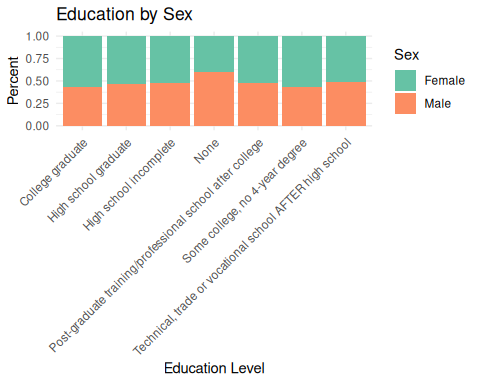 Education by Sex
Percent
1.00
0.75
0.50
0.25
0.00
College graduate
High school graduate
High school incomplete
None
Post-graduate training/professional school after college
Some college, no 4-year degree
Technical, trade or vocational school AFTER high school
Education Level
Sex
Female
Male